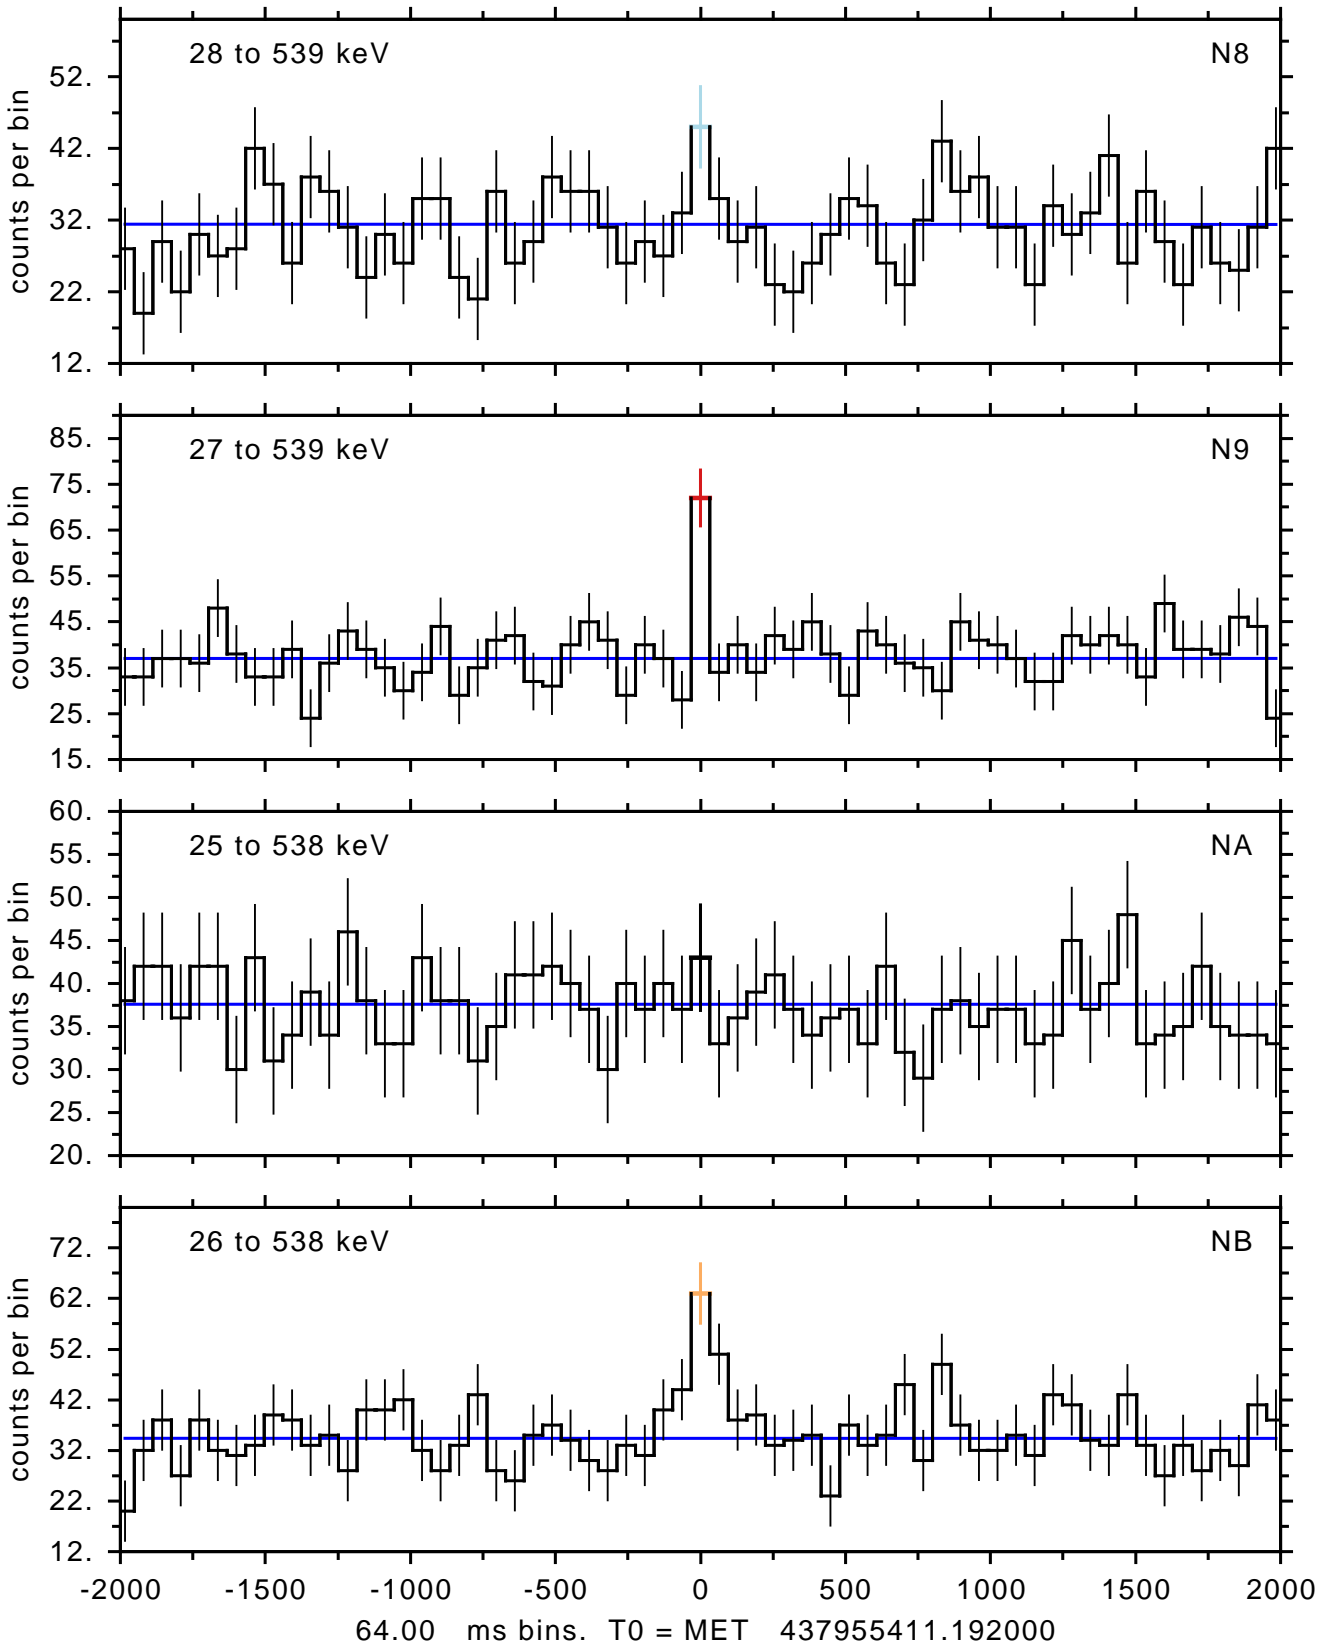 28 to 539 keV N8
counts per bin
52.
42.
32.
22.
12.
27 to 539 keV N9
counts per bin
85.
75.
65.
55.
45.
35.
25.
15.
25 to 538 keV NA
counts per bin
60.
55.
50.
45.
40.
35.
30.
25.
20.
26 to 538 keV NB
counts per bin
72.
62.
52.
42.
32.
22.
12.
-2000 -1500 -1000 -500 0 500 1000 1500 2000
64.00 ms bins. T0 = MET 437955411.192000